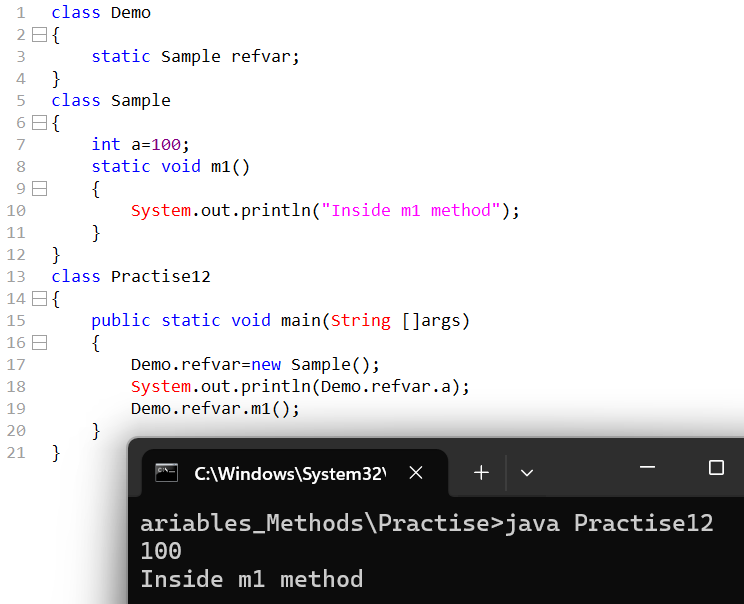 1 class Demo
2 {
3 static Sample refvar;
4 }
5 class Sample
6 {
7 int a=100;
8 static void m1()
9 {
10 System.out.println("Inside m1 method");
11 }
12 }
13 class Practise12
14 {
15 public static void main(String []args)
16 {
17 Demo.refvar=new Sample();
18 System.out.println(Demo.refvar.a);
19 Demo.refvar.m1();
20 }
21 }
C:\Windows\System32\
ariables_Methods\Practise>java Practise12
100
Inside m1 method